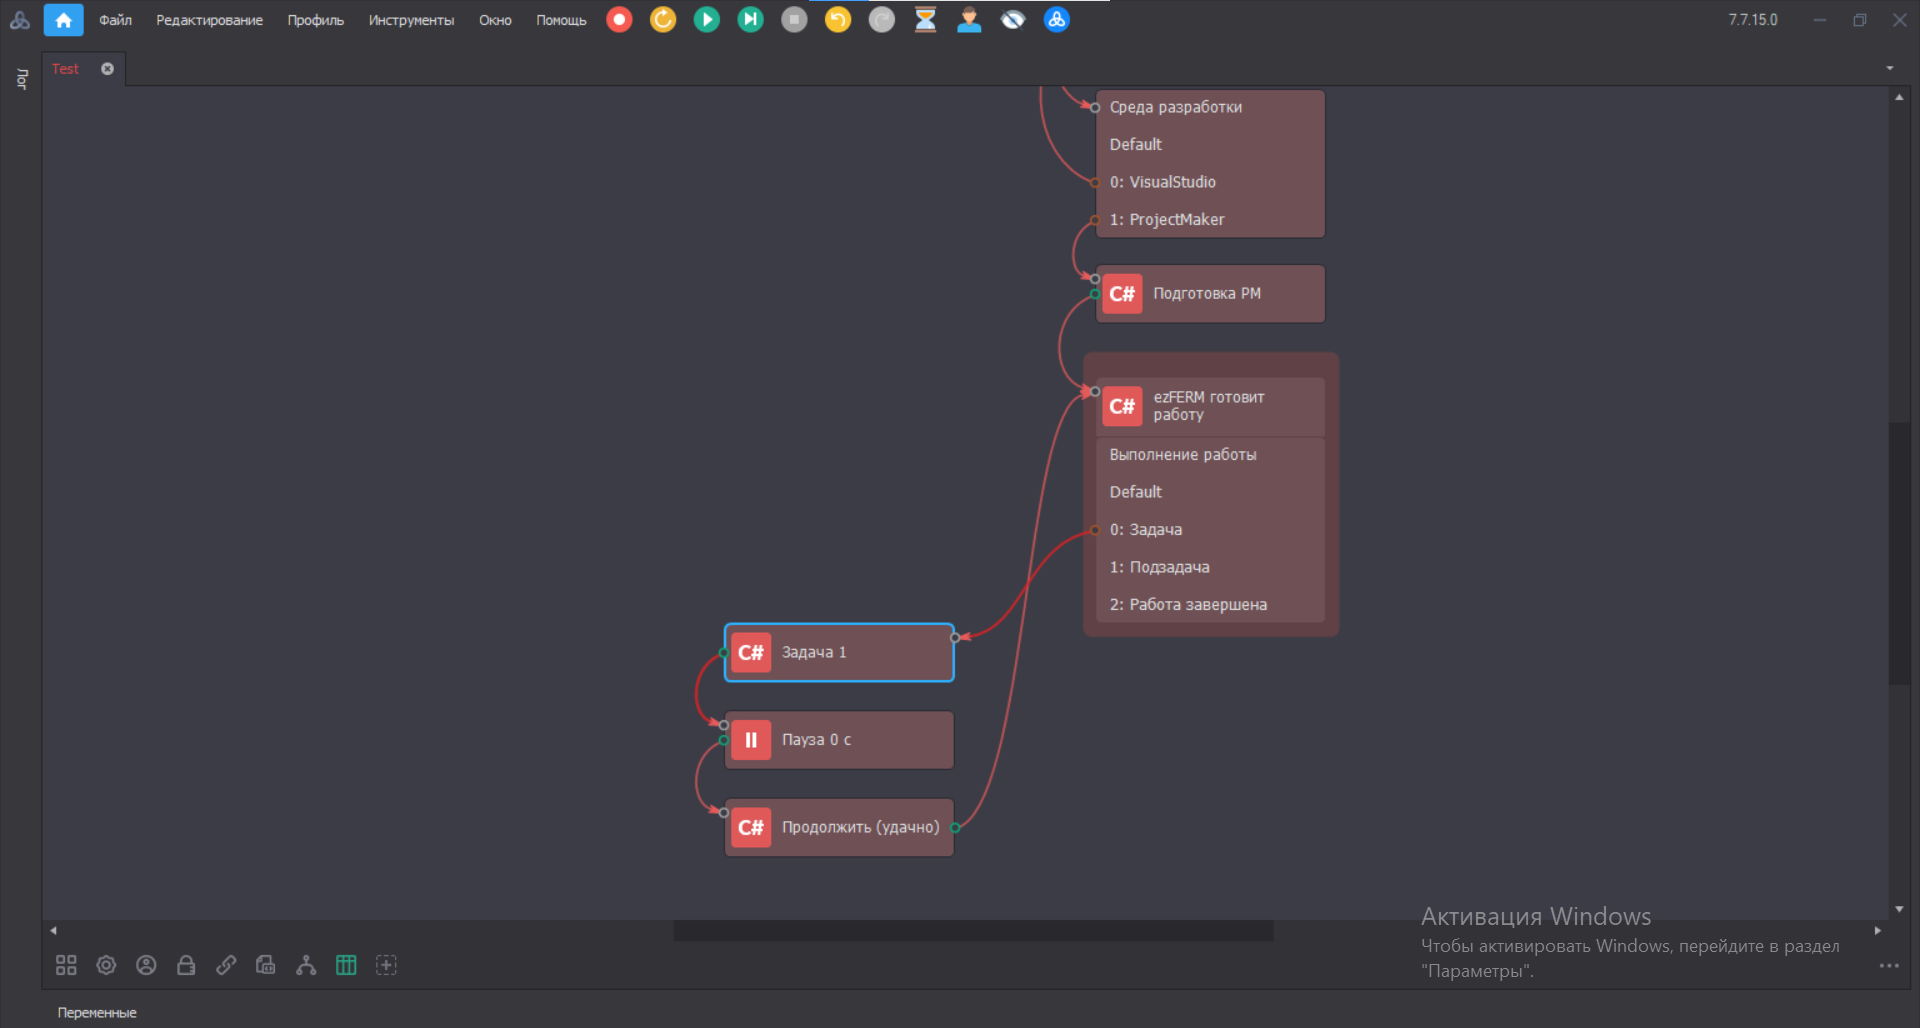 Файл Редактирование Профиль Инструменты Окно Помощь 7.7.15.0
Лог
Test
Среда разработки
Default
0: VisualStudio
1: ProjectMaker
C# Подготовка PM
C# ezFERM готовит
работу
Выполнение работы
Default
0: Задача
1: Подзадача
2: Работа завершена
C# Задача 1
Пауза 0 с
C# Продолжить (удачно)
Активация Windows
Чтобы активировать Windows, перейдите в раздел
"Параметры".
Переменные